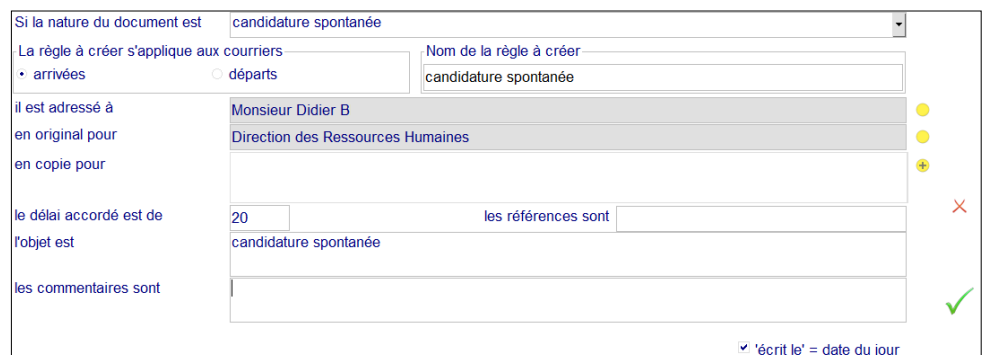 Si la nature du document est candidature spontanée
La règle à créer s'applique aux courriers Nom de la règle à créer
arrivées départs candidature spontanée
il est adressé à Monsieur Didier B
en original pour Direction des Ressources Humaines
en copie pour
le délai accordé est de 20 les références sont
l'objet est candidature spontanée
les commentaires sont
'écrit le' = date du jour